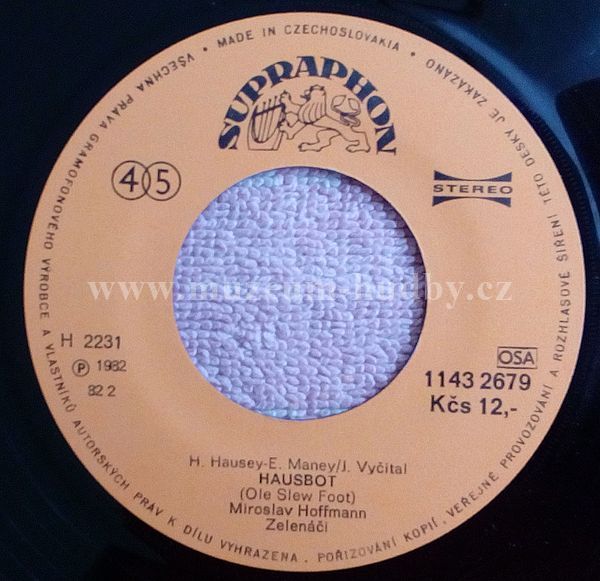 VŠECHNA PRÁVA GRAMOFONOVÉHO VÝROBCE A VLASTNÍKŮ AUTORSKÝCH PRÁV K DÍLU VYHRAZENA. POŘIZOVÁNÍ KOPIÍ, VEŘEJNÉ PROVOZOVÁNÍ A ROZHLASOVÉ ŠÍŘENÍ TÉTO DESKY JE ZAKÁZÁNO • MADE IN CZECHOSLOVAKIA •
SUPRAPHON
45
STEREO
www.muzeum-hudby.cz
H 2231
℗ 1982
82 2
OSA
1143 2679
Kčs 12,-
H. Hausey-E. Maney/J. Vyčítal
HAUSBOT
(Ole Slew Foot)
Miroslav Hoffmann
Zelenáči